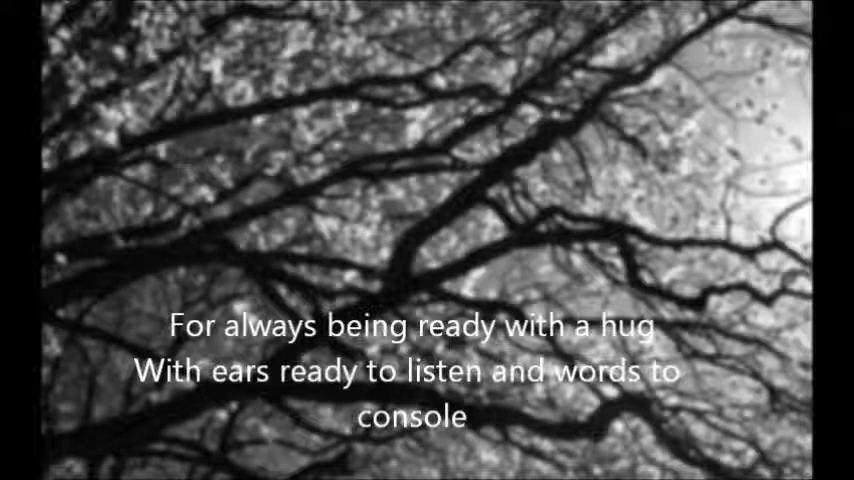 For always being ready with a hug
With ears ready to listen and words to
console